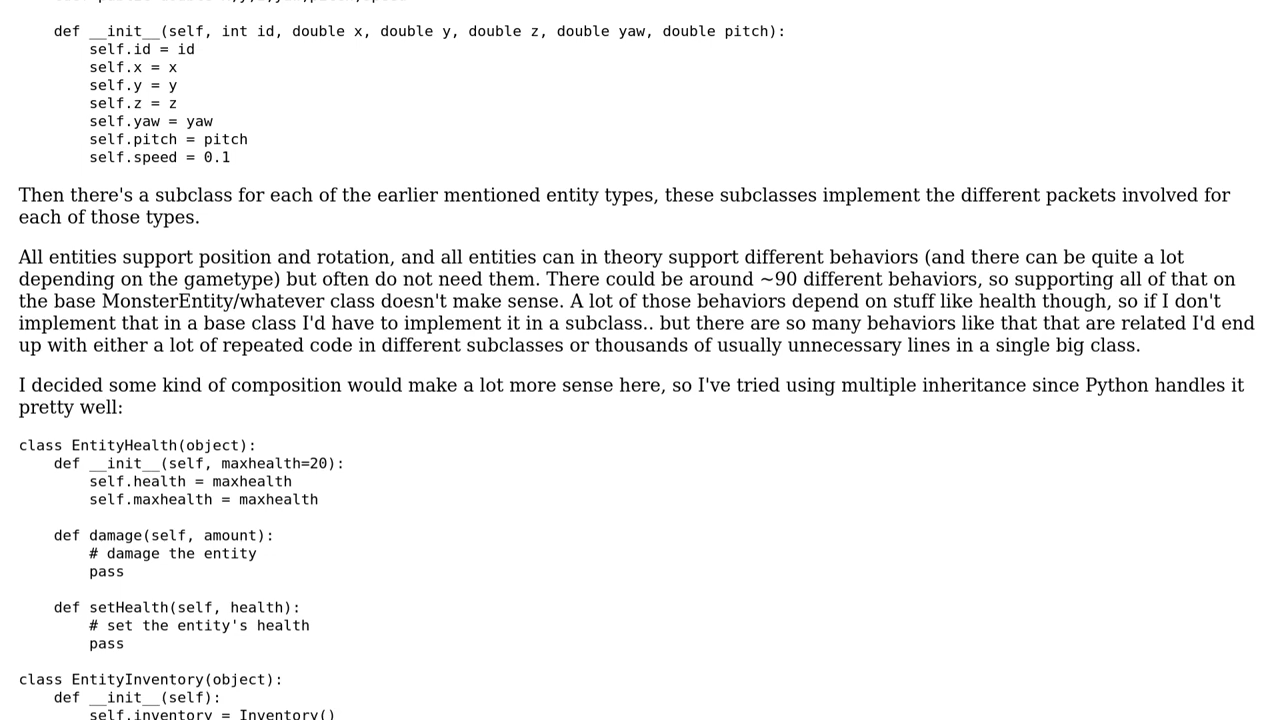 def __init__(self, int id, double x, double y, double z, double yaw, double pitch):
self.id = id
self.x = x
self.y = y
self.z = z
self.yaw = yaw
self.pitch = pitch
self.speed = 0.1
Then there's a subclass for each of the earlier mentioned entity types, these subclasses implement the different packets involved for
each of those types.
All entities support position and rotation, and all entities can in theory support different behaviors (and there can be quite a lot
depending on the gametype) but often do not need them. There could be around ~90 different behaviors, so supporting all of that on
the base MonsterEntity/whatever class doesn't make sense. A lot of those behaviors depend on stuff like health though, so if I don't
implement that in a base class I'd have to implement it in a subclass.. but there are so many behaviors like that that are related I'd end
up with either a lot of repeated code in different subclasses or thousands of usually unnecessary lines in a single big class.
I decided some kind of composition would make a lot more sense here, so I've tried using multiple inheritance since Python handles it
pretty well:
class EntityHealth(object):
def __init__(self, maxhealth=20):
self.health = maxhealth
self.maxhealth = maxhealth
def damage(self, amount):
# damage the entity
pass
def setHealth(self, health):
# set the entity's health
pass
class EntityInventory(object):
def __init__(self):
self.inventory = Inventory()